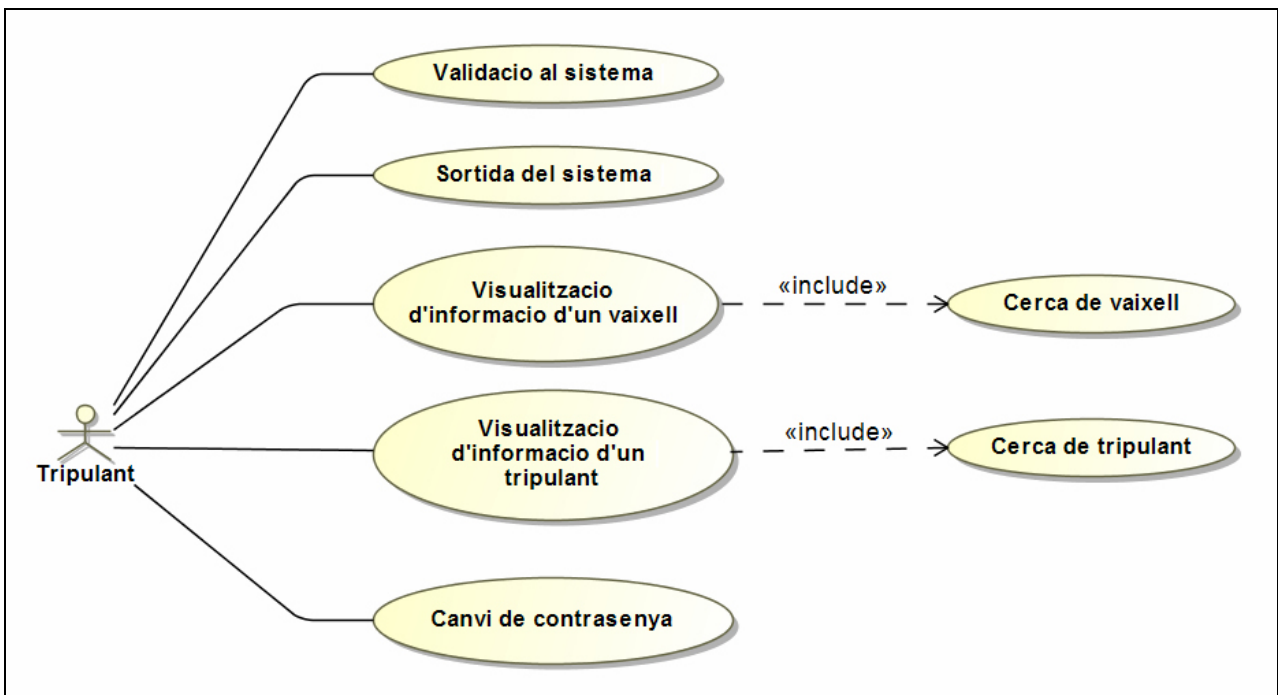 Validacio al sistema
Sortida del sistema
Visualitzacio
d'informacio d'un vaixell
«include»
Cerca de vaixell
Visualitzacio
d'informacio d'un
tripulant
«include»
Cerca de tripulant
Tripulant
Canvi de contrasenya